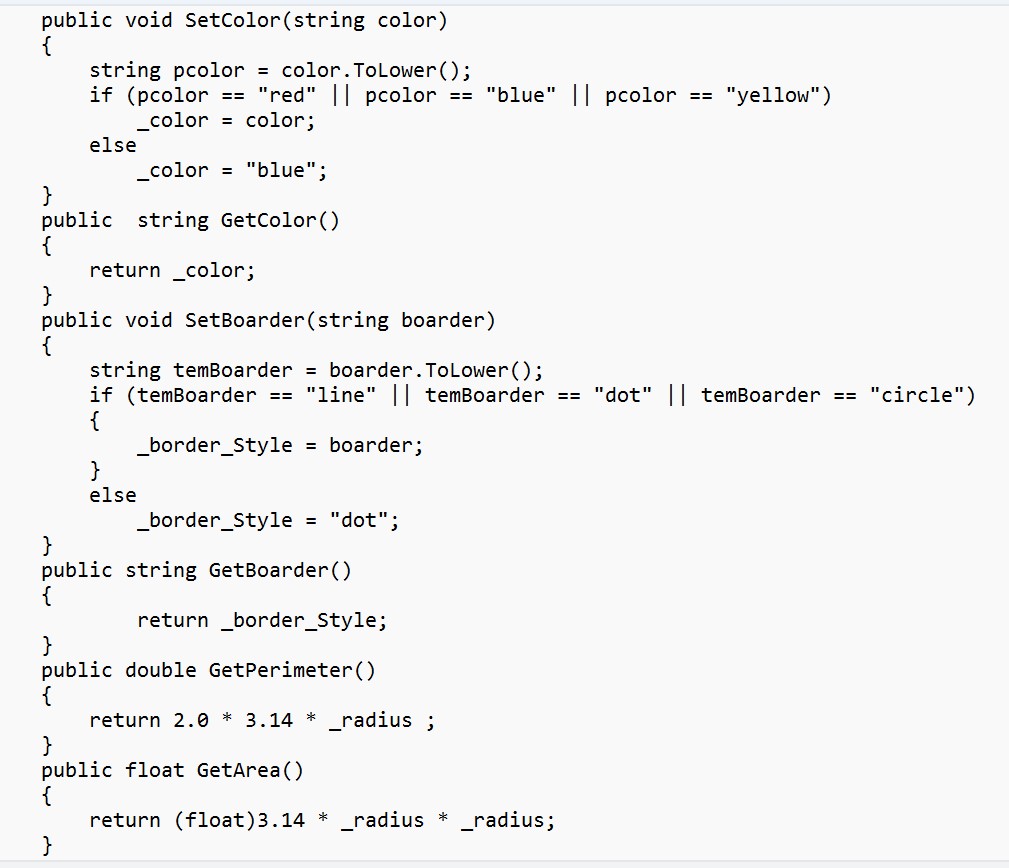 public void SetColor(string color)
{
    string pcolor = color.ToLower();
    if (pcolor == "red" || pcolor == "blue" || pcolor == "yellow")
        _color = color;
    else
        _color = "blue";
}
public  string GetColor()
{
    return _color;
}
public void SetBoarder(string boarder)
{
    string temBoarder = boarder.ToLower();
    if (temBoarder == "line" || temBoarder == "dot" || temBoarder == "circle")
    {
        _border_Style = boarder;
    }
    else
        _border_Style = "dot";
}
public string GetBoarder()
{
        return _border_Style;
}
public double GetPerimeter()
{
    return 2.0 * 3.14 * _radius ;
}
public float GetArea()
{
    return (float)3.14 * _radius * _radius;
}